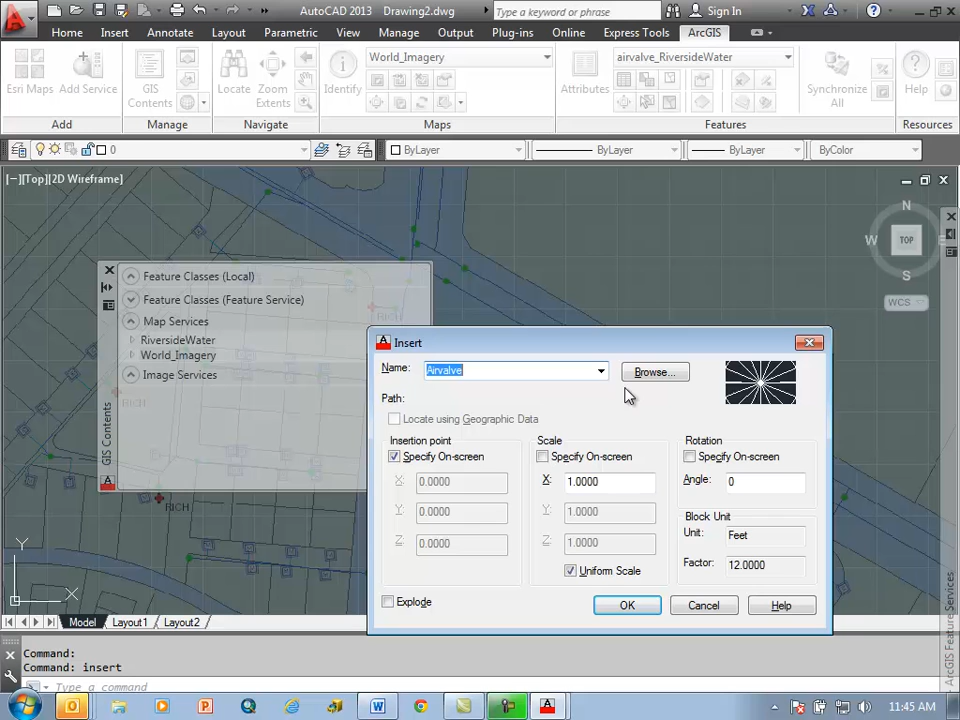 AutoCAD 2013 Drawing2.dwg
Type a keyword or phrase
Sign In
Home Insert Annotate Layout Parametric View Manage Output Plug-ins Online Express Tools ArcGIS
World_Imagery
airvalve_RiversideWater
Esri Maps Add Service
GIS
Contents
Locate Zoom
Extents
Identify
Attributes
Synchronize
All
Help
Add Manage Navigate Maps Features Resources
0
ByLayer ByLayer ByLayer ByColor
[−][Top][2D Wireframe]
N
W TOP E
S
WCS
Feature Classes (Local)
Feature Classes (Feature Service)
Map Services
RiversideWater
World_Imagery
Image Services
GIS Contents
RICH
RICH
RICH
Insert
Name: Airvalve Browse...
Path:
Locate using Geographic Data
Insertion point Scale Rotation
Specify On-screen Specify On-screen Specify On-screen
X: 0.0000 X: 1.0000 Angle: 0
Y: 0.0000 Y: 1.0000
Block Unit
Unit: Feet
Z: 0.0000 Z: 1.0000
Factor: 12.0000
Uniform Scale
Explode OK Cancel Help
Y
X
Model Layout1 Layout2
ArcGIS Feature Services
Command:
Command: insert
Type a command
11:45 AM